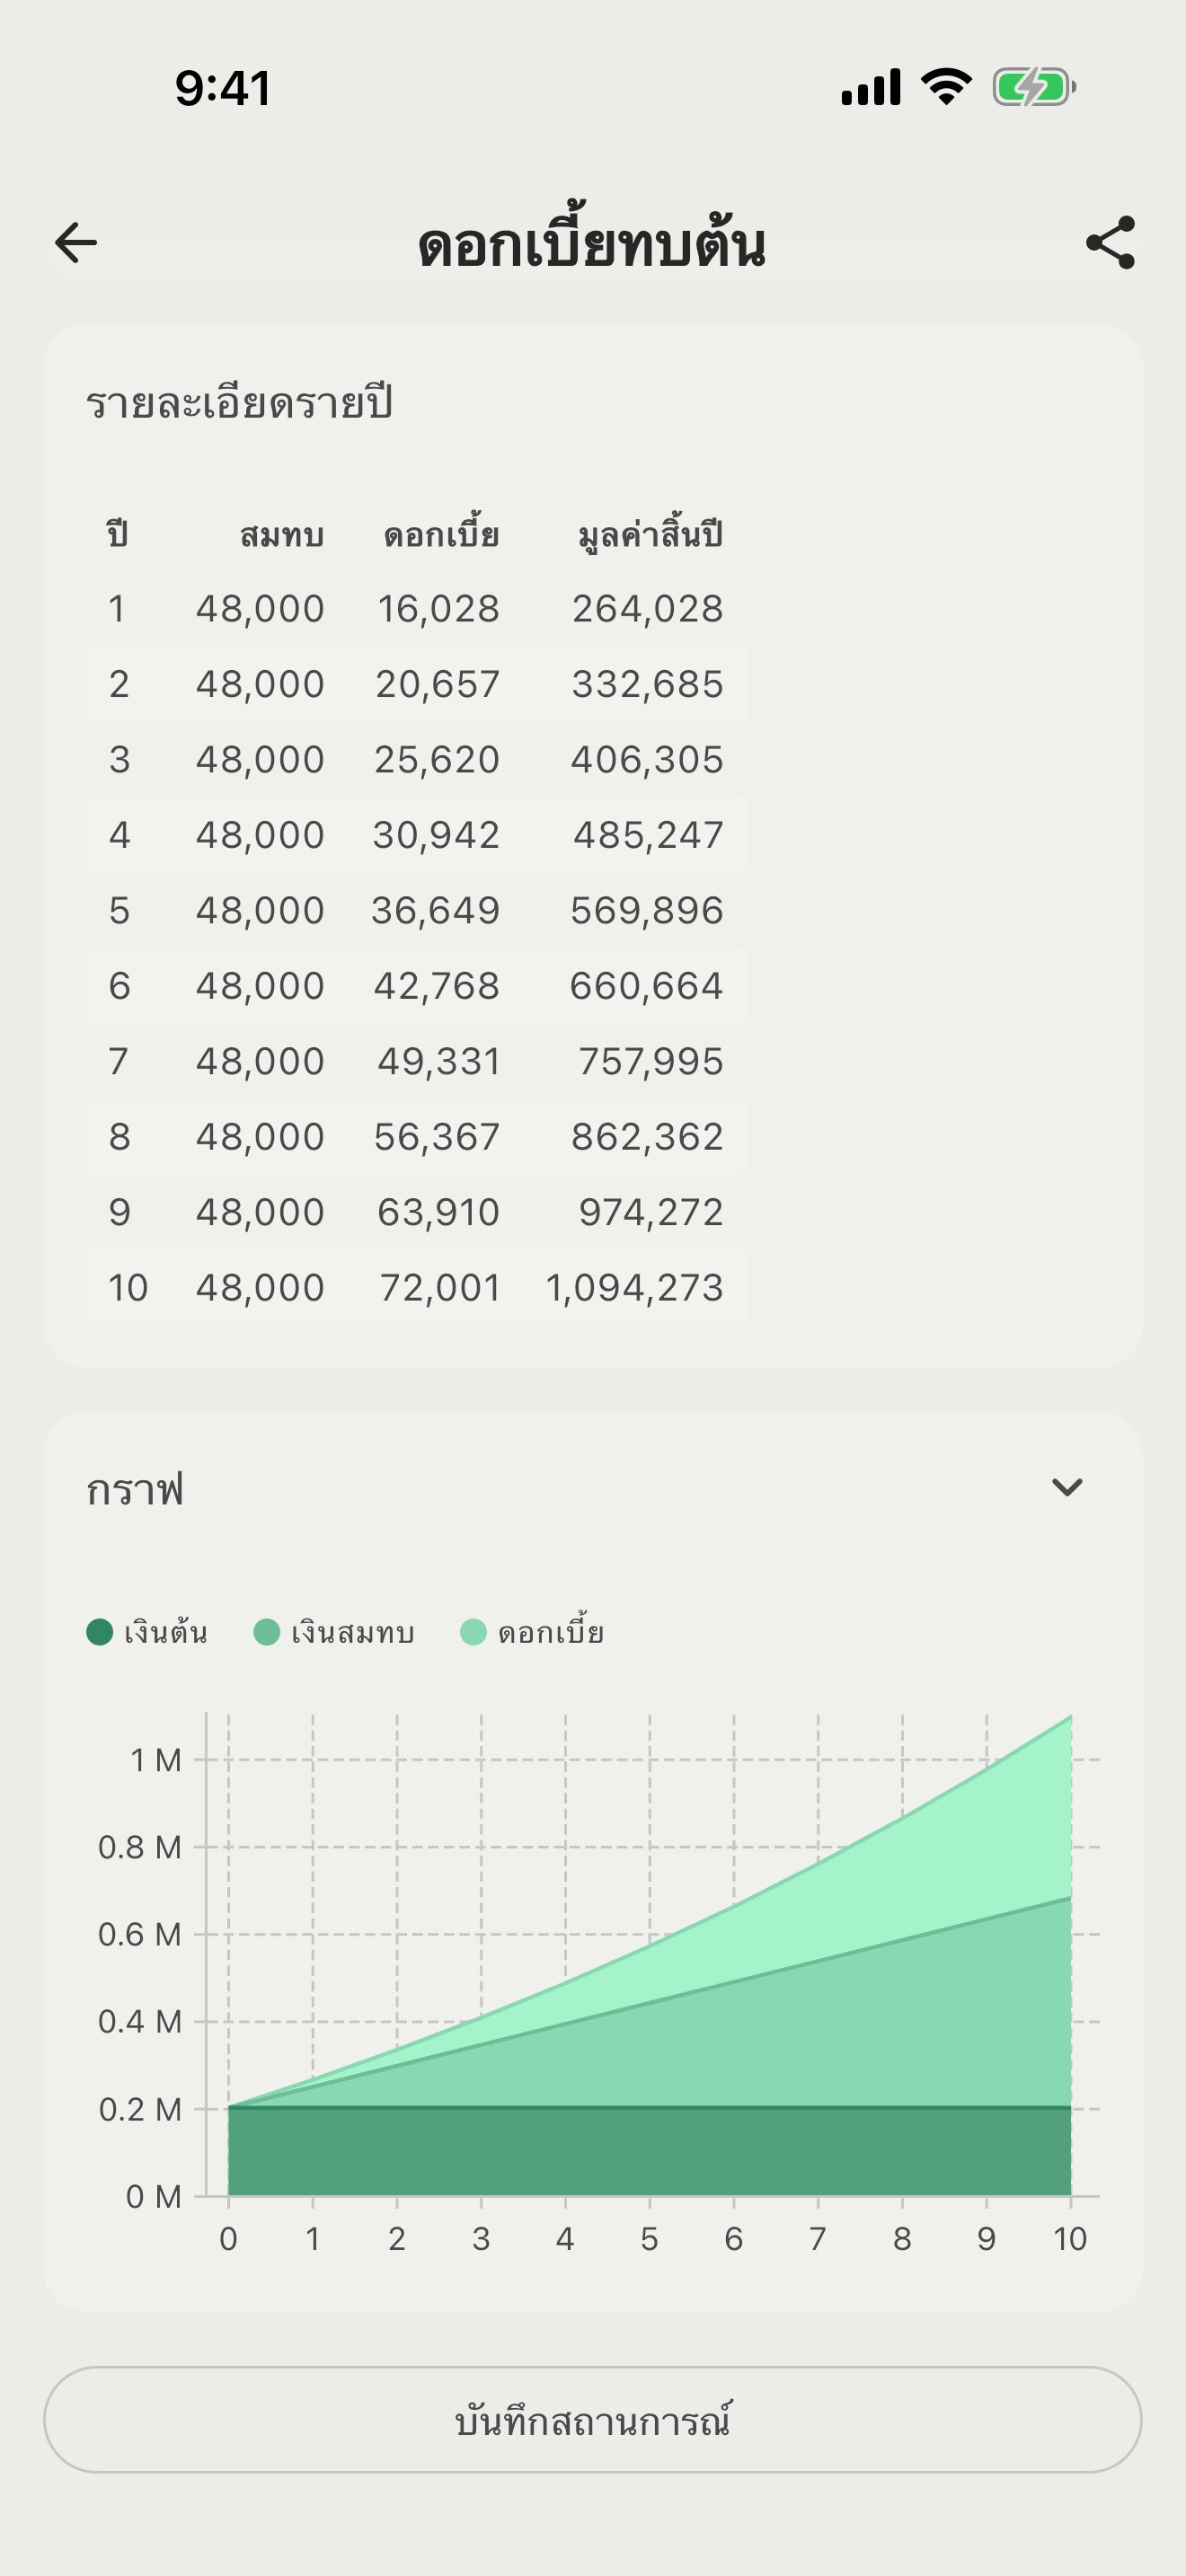 9:41
ดอกเบี้ยทบต้น
รายละเอียดรายปี
ปี สมทบ ดอกเบี้ย มูลค่าสิ้นปี
1 48,000 16,028 264,028
2 48,000 20,657 332,685
3 48,000 25,620 406,305
4 48,000 30,942 485,247
5 48,000 36,649 569,896
6 48,000 42,768 660,664
7 48,000 49,331 757,995
8 48,000 56,367 862,362
9 48,000 63,910 974,272
10 48,000 72,001 1,094,273
กราฟ
เงินต้น เงินสมทบ ดอกเบี้ย
1 M
0.8 M
0.6 M
0.4 M
0.2 M
0 M
0 1 2 3 4 5 6 7 8 9 10
บันทึกสถานการณ์